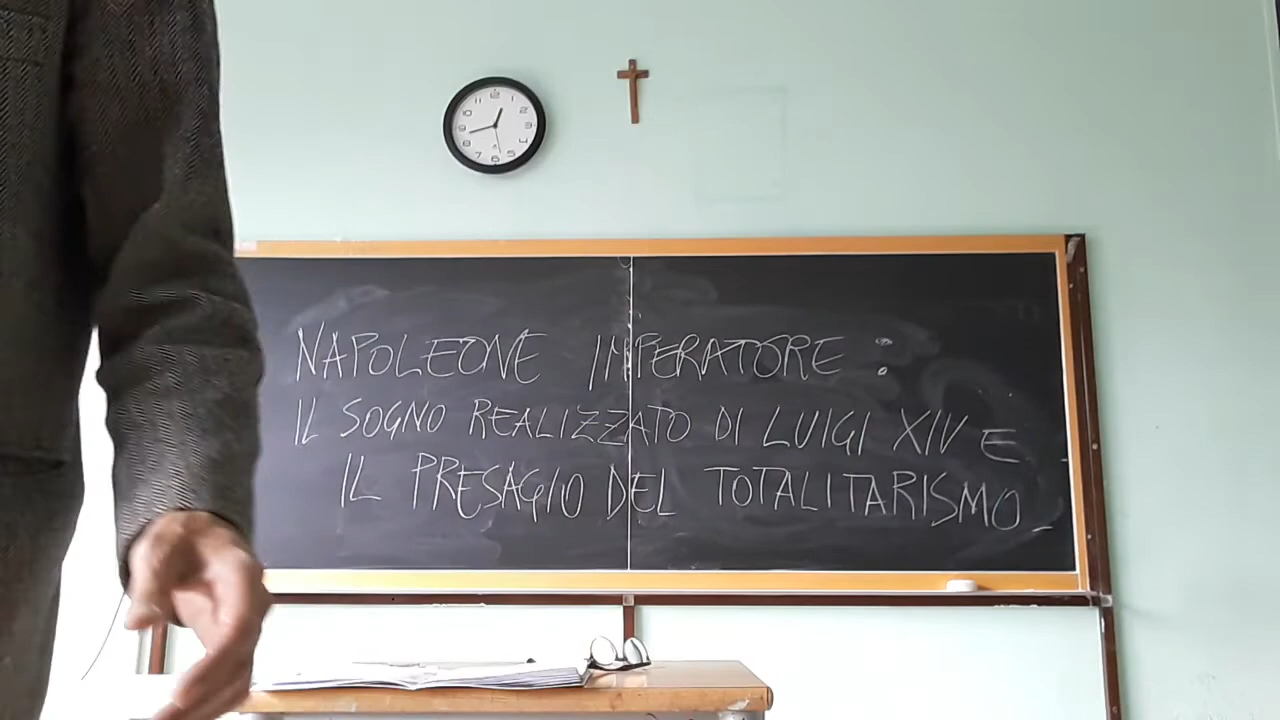 NAPOLEONE IMPERATORE :
IL SOGNO REALIZZATO DI LUIGI XIV E
IL PRESAGIO DEL TOTALITARISMO